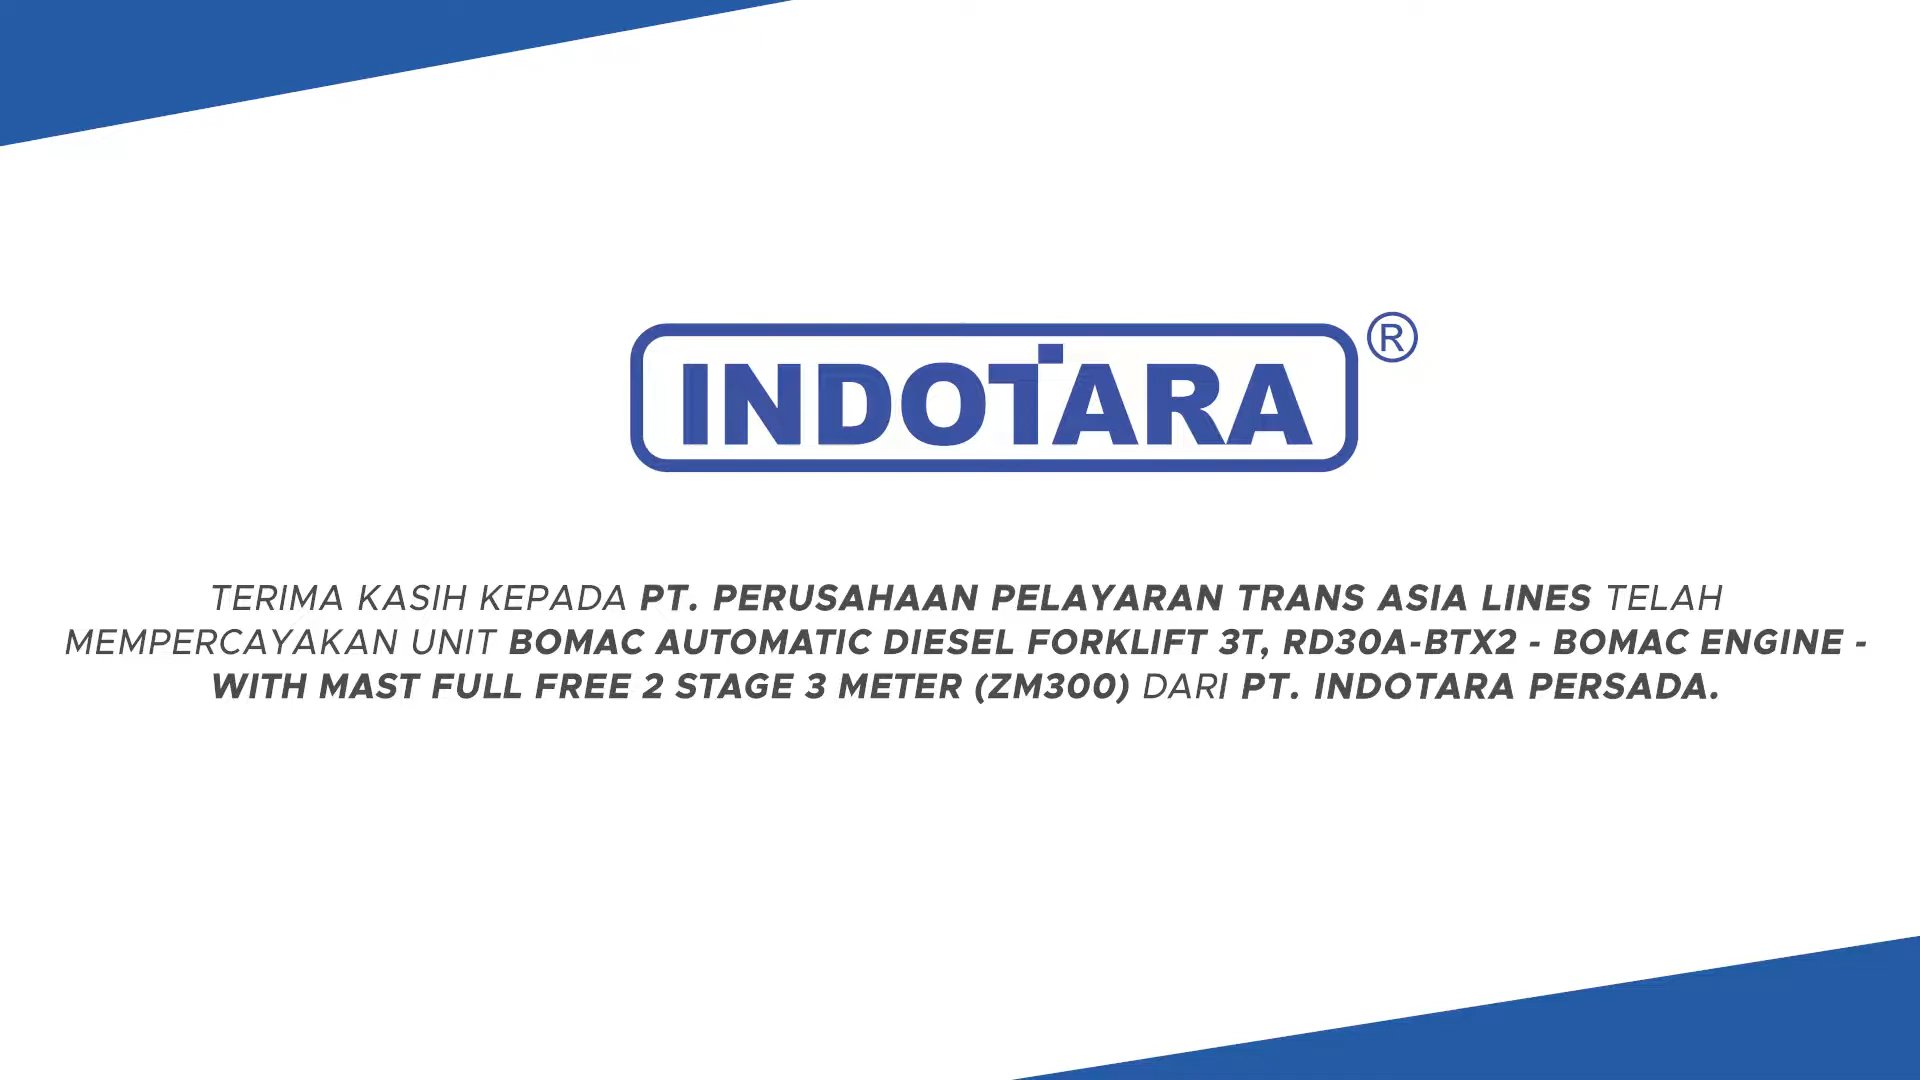 INDOTARA ®
TERIMA KASIH KEPADA PT. PERUSAHAAN PELAYARAN TRANS ASIA LINES TELAH
MEMPERCAYAKAN UNIT BOMAC AUTOMATIC DIESEL FORKLIFT 3T, RD30A-BTX2 - BOMAC ENGINE -
WITH MAST FULL FREE 2 STAGE 3 METER (ZM300) DARI PT. INDOTARA PERSADA.